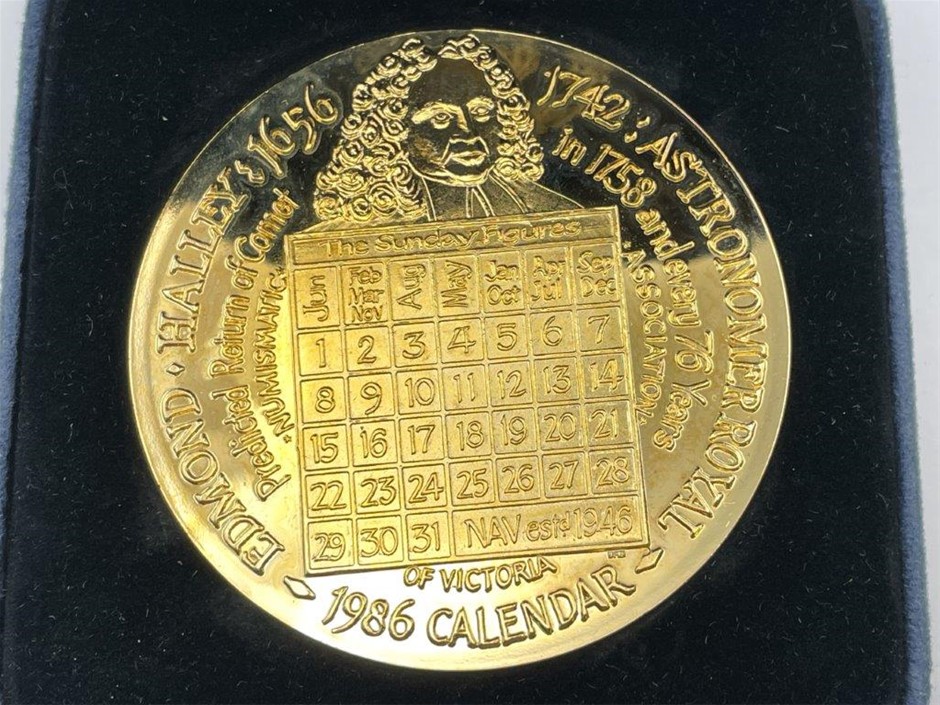 EDMOND · HALLEY : 1656
1742 ; ASTRONOMER ROYAL
Predicted Return of Comet
in 1758 and every 76 Years
* NUMISMATIC
ASSOCIATION *
OF VICTORIA
The Sunday Figures
Jun Feb Mar Nov Aug May Jan Oct Apr Jul Sep Dec
1 2 3 4 5 6 7
8 9 10 11 12 13 14
15 16 17 18 19 20 21
22 23 24 25 26 27 28
29 30 31 NAV estd 1946
1986 CALENDAR